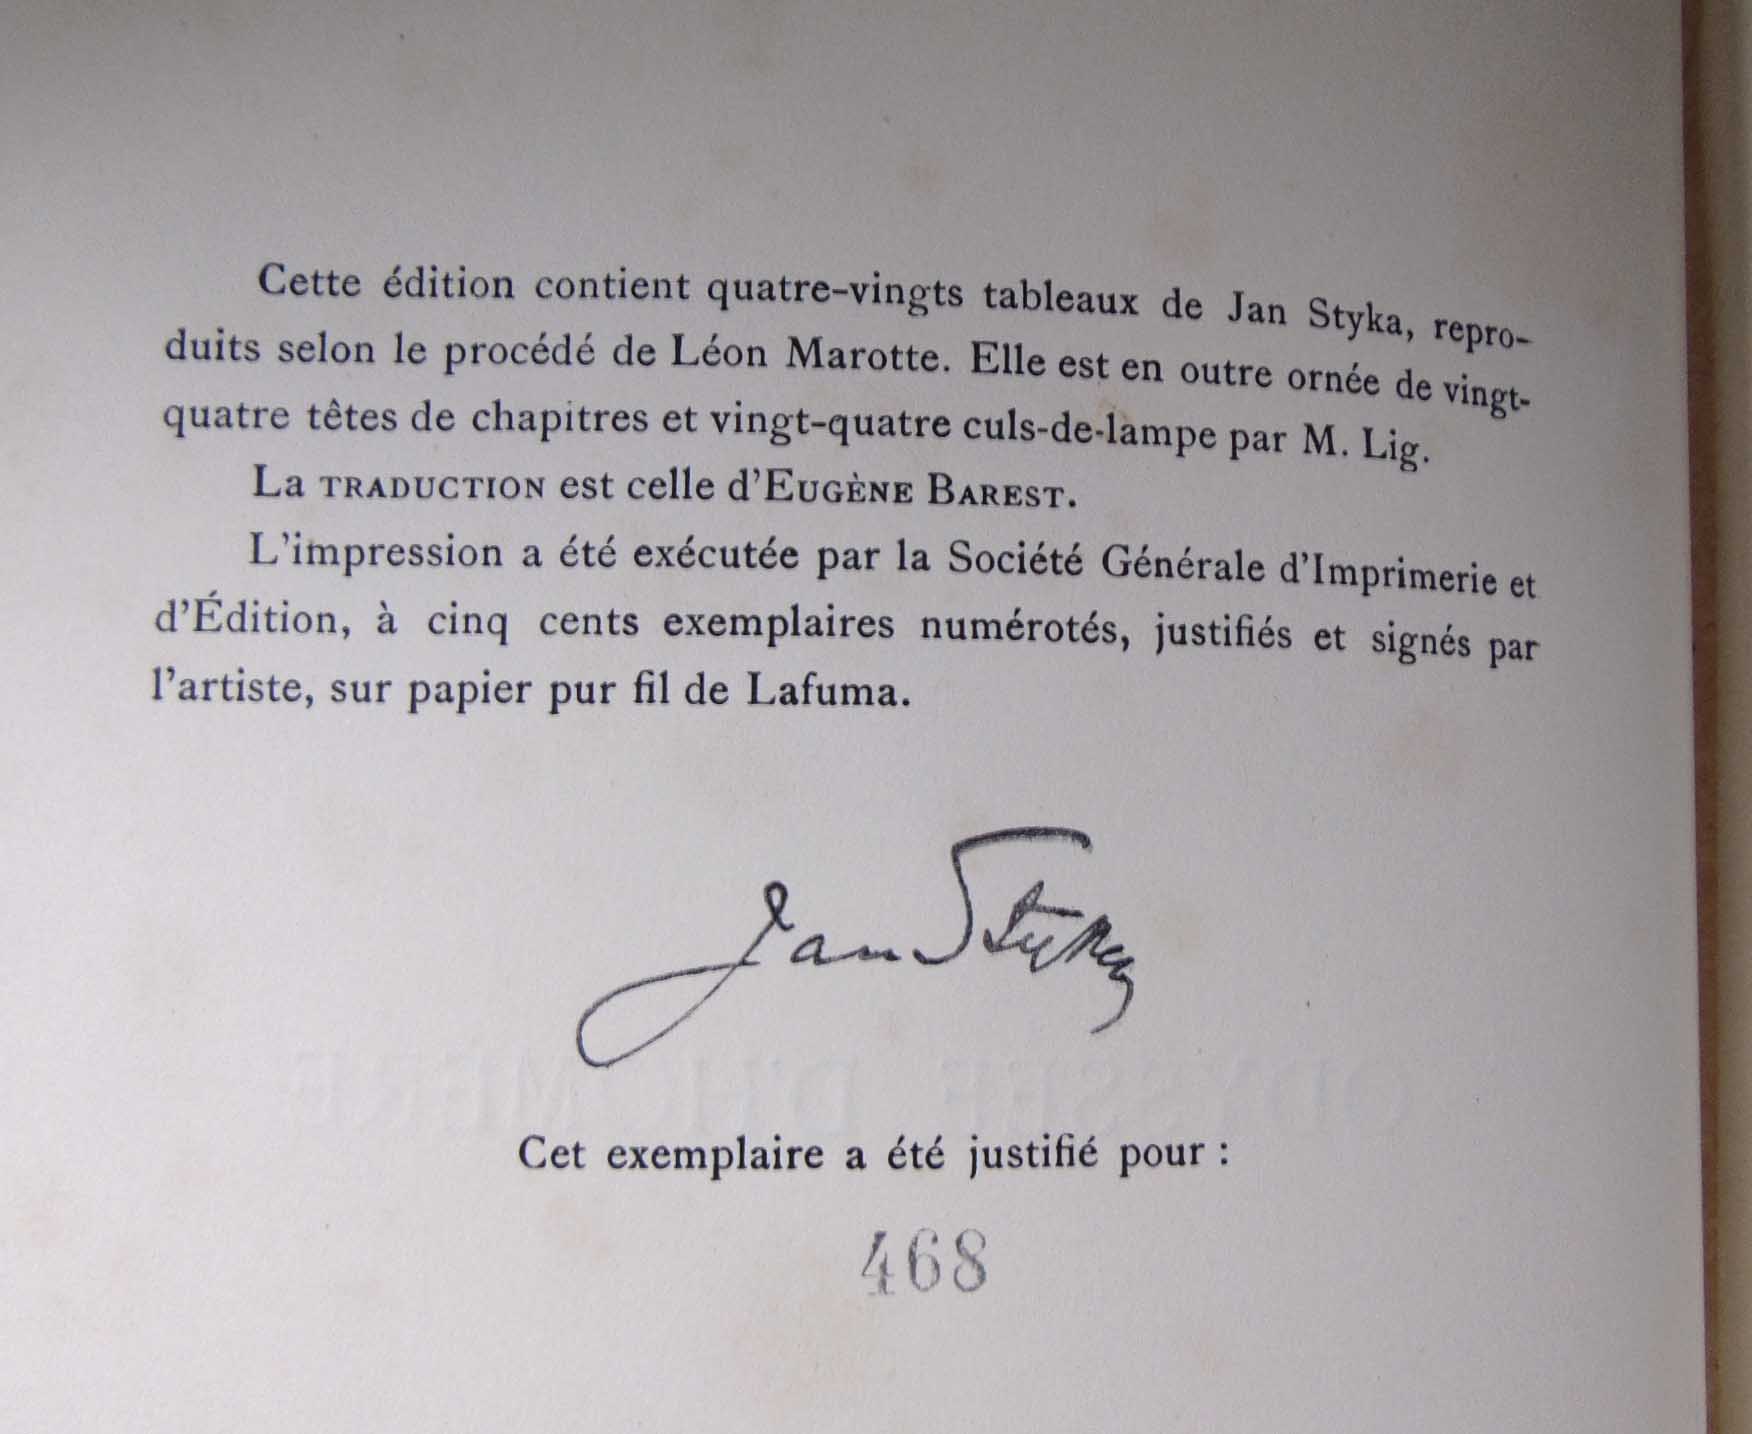 Cette édition contient quatre-vingts tableaux de Jan Styka, repro-
duits selon le procédé de Léon Marotte. Elle est en outre ornée de vingt-
quatre têtes de chapitres et vingt-quatre culs-de-lampe par M. Lig.
La TRADUCTION est celle d'EUGÈNE BAREST.
L'impression a été exécutée par la Société Générale d'Imprimerie et
d'Édition, à cinq cents exemplaires numérotés, justifiés et signés par
l'artiste, sur papier pur fil de Lafuma.
Jan Styka
ODYSSÉE D'HOMÈRE
Cet exemplaire a été justifié pour :
468